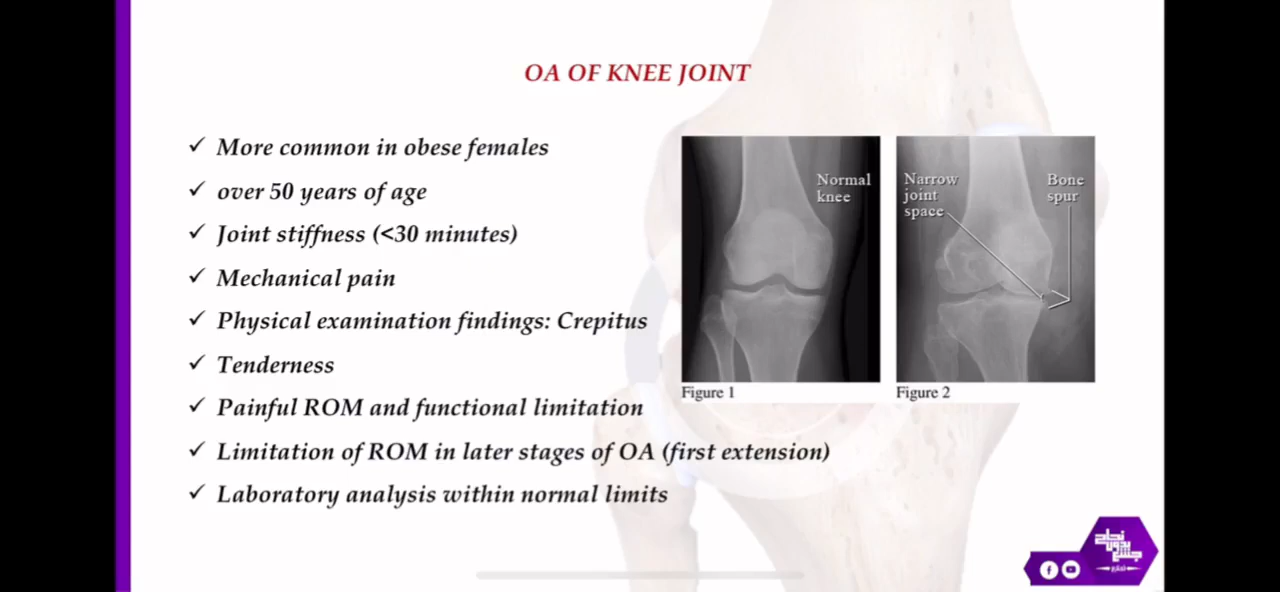 OA OF KNEE JOINT
✓ More common in obese females
✓ over 50 years of age
✓ Joint stiffness (<30 minutes)
✓ Mechanical pain
✓ Physical examination findings: Crepitus
✓ Tenderness
✓ Painful ROM and functional limitation
✓ Limitation of ROM in later stages of OA (first extension)
✓ Laboratory analysis within normal limits
Normal
knee
Figure 1
Narrow
joint
space
Bone
spur
Figure 2